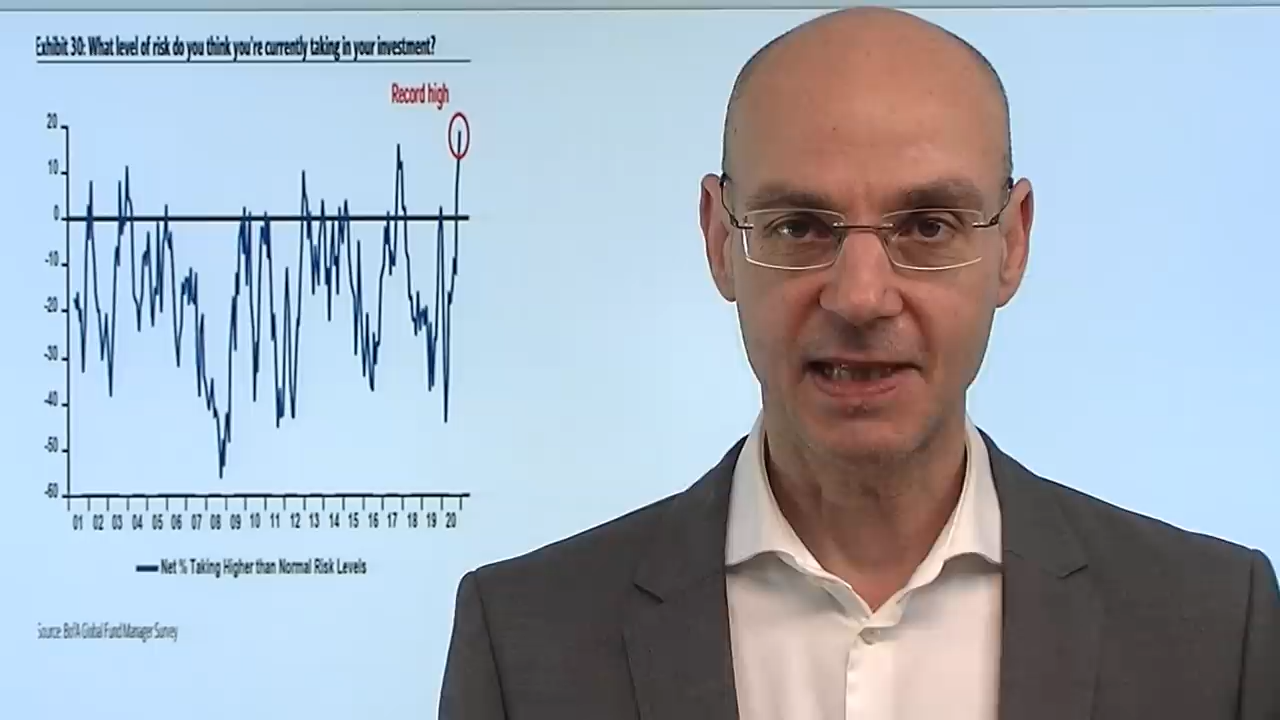 Exhibit 30: What level of risk do you think you're currently taking in your investment?
Record high
20
10
0
-10
-20
-30
-40
-50
-60
01 02 03 04 05 06 07 08 09 10 11 12 13 14 15 16 17 18 19 20
Net % Taking Higher than Normal Risk Levels
Source: BofA Global Fund Manager Survey